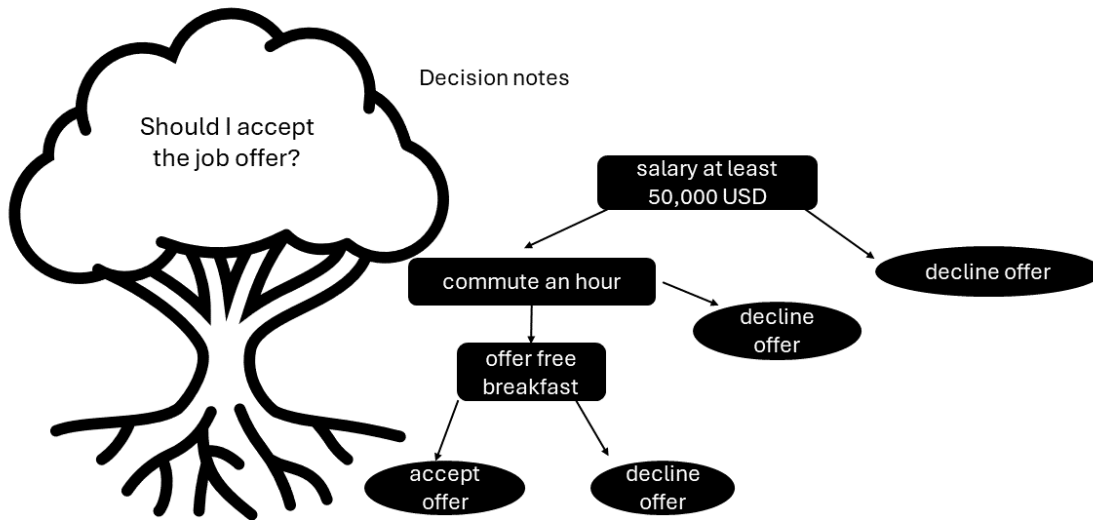 Decision notes
Should I accept
the job offer?
salary at least
50,000 USD
decline offer
commute an hour
decline
offer
offer free
breakfast
accept
offer
decline
offer